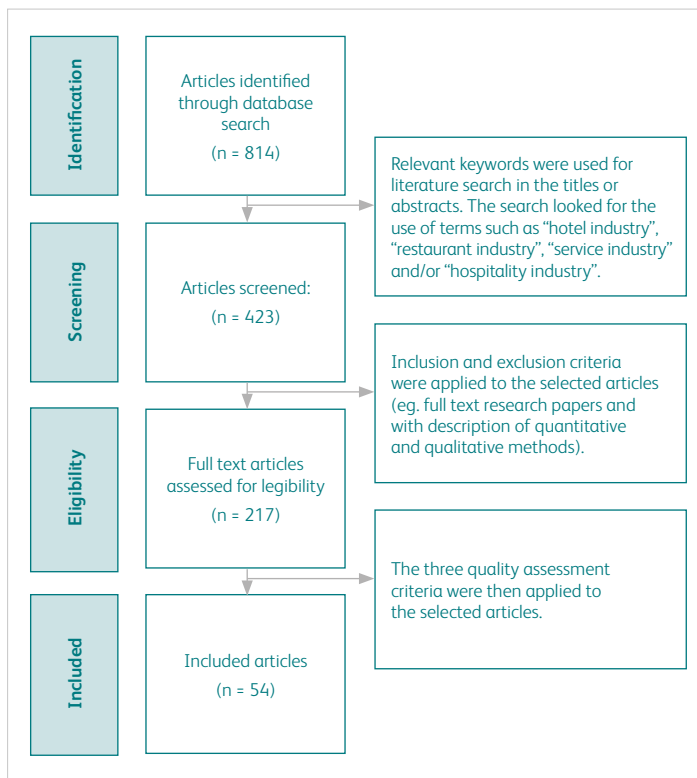 Identification
Articles identified
through database
search
(n = 814)
Relevant keywords were used for
literature search in the titles or
abstracts. The search looked for the
use of terms such as “hotel industry”,
“restaurant industry”, “service industry”
and/or “hospitality industry”.
Screening
Articles screened:
(n = 423)
Inclusion and exclusion criteria
were applied to the selected articles
(eg. full text research papers and
with description of quantitative
and qualitative methods).
Eligibility
Full text articles
assessed for legibility
(n = 217)
The three quality assessment
criteria were then applied to
the selected articles.
Included
Included articles
(n = 54)